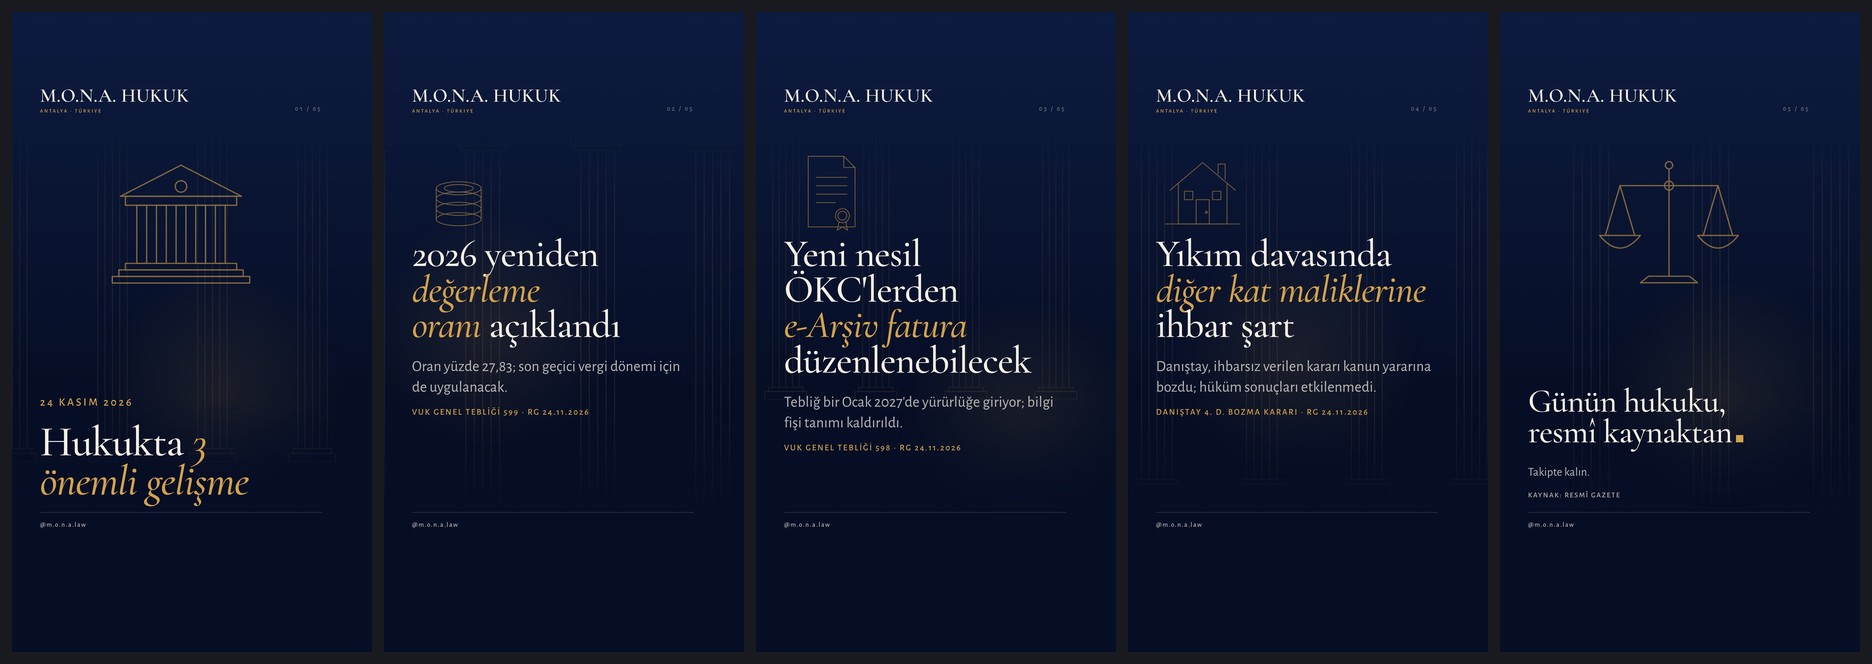 M.O.N.A. HUKUK
ANTALYA · TÜRKİYE
01 / 05
24 KASIM 2026
Hukukta 3
önemli gelişme
@m.o.n.a.law
M.O.N.A. HUKUK
ANTALYA · TÜRKİYE
02 / 05
2026 yeniden
değerleme
oranı açıklandı
Oran yüzde 27,83; son geçici vergi dönemi için
de uygulanacak.
VUK GENEL TEBLİĞİ 599 · RG 24.11.2026
@m.o.n.a.law
M.O.N.A. HUKUK
ANTALYA · TÜRKİYE
03 / 05
Yeni nesil
ÖKC'lerden
e-Arşiv fatura
düzenlenebilecek
Tebliğ bir Ocak 2027'de yürürlüğe giriyor; bilgi
fişi tanımı kaldırıldı.
VUK GENEL TEBLİĞİ 598 · RG 24.11.2026
@m.o.n.a.law
M.O.N.A. HUKUK
ANTALYA · TÜRKİYE
04 / 05
Yıkım davasında
diğer kat maliklerine
ihbar şart
Danıştay, ihbarsız verilen kararı kanun yararına
bozdu; hüküm sonuçları etkilenmedi.
DANIŞTAY 4. D. BOZMA KARARI · RG 24.11.2026
@m.o.n.a.law
M.O.N.A. HUKUK
ANTALYA · TÜRKİYE
05 / 05
Günün hukuku,
resmî kaynaktan
Takipte kalın.
KAYNAK: RESMÎ GAZETE
@m.o.n.a.law